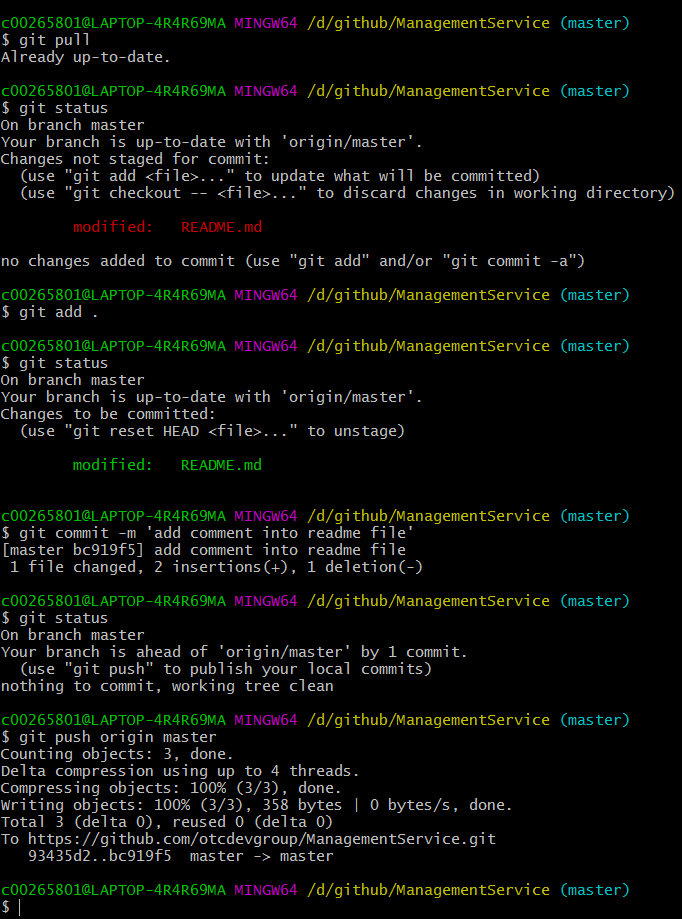 c00265801@LAPTOP-4R4R69MA MINGW64 /d/github/ManagementService (master)
$ git pull
Already up-to-date.
c00265801@LAPTOP-4R4R69MA MINGW64 /d/github/ManagementService (master)
$ git status
On branch master
Your branch is up-to-date with 'origin/master'.
Changes not staged for commit:
  (use "git add <file>..." to update what will be committed)
  (use "git checkout -- <file>..." to discard changes in working directory)
        modified:   README.md
no changes added to commit (use "git add" and/or "git commit -a")
c00265801@LAPTOP-4R4R69MA MINGW64 /d/github/ManagementService (master)
$ git add .
c00265801@LAPTOP-4R4R69MA MINGW64 /d/github/ManagementService (master)
$ git status
On branch master
Your branch is up-to-date with 'origin/master'.
Changes to be committed:
  (use "git reset HEAD <file>..." to unstage)
        modified:   README.md
c00265801@LAPTOP-4R4R69MA MINGW64 /d/github/ManagementService (master)
$ git commit -m 'add comment into readme file'
[master bc919f5] add comment into readme file
 1 file changed, 2 insertions(+), 1 deletion(-)
c00265801@LAPTOP-4R4R69MA MINGW64 /d/github/ManagementService (master)
$ git status
On branch master
Your branch is ahead of 'origin/master' by 1 commit.
  (use "git push" to publish your local commits)
nothing to commit, working tree clean
c00265801@LAPTOP-4R4R69MA MINGW64 /d/github/ManagementService (master)
$ git push origin master
Counting objects: 3, done.
Delta compression using up to 4 threads.
Compressing objects: 100% (3/3), done.
Writing objects: 100% (3/3), 358 bytes | 0 bytes/s, done.
Total 3 (delta 0), reused 0 (delta 0)
To https://github.com/otcdevgroup/ManagementService.git
   93435d2..bc919f5  master -> master
c00265801@LAPTOP-4R4R69MA MINGW64 /d/github/ManagementService (master)
$